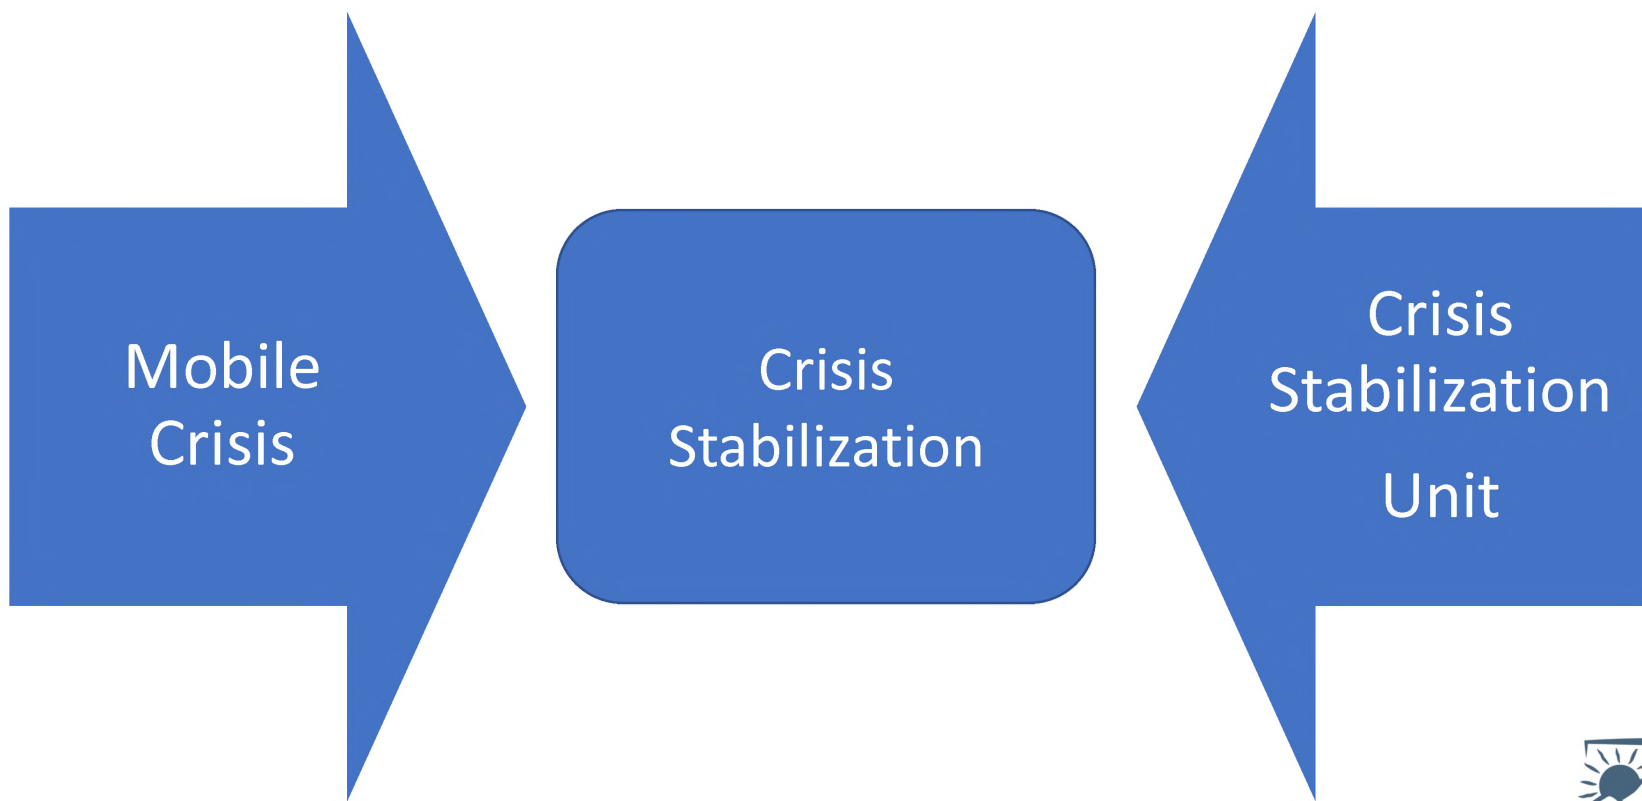 Mobile
Crisis
Crisis
Stabilization
Crisis
Stabilization
Unit